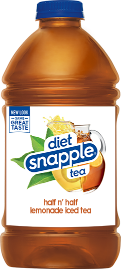 NEW LOOK
SAME
GREAT
TASTE
diet
snapple
tea
half n' half
lemonade iced tea